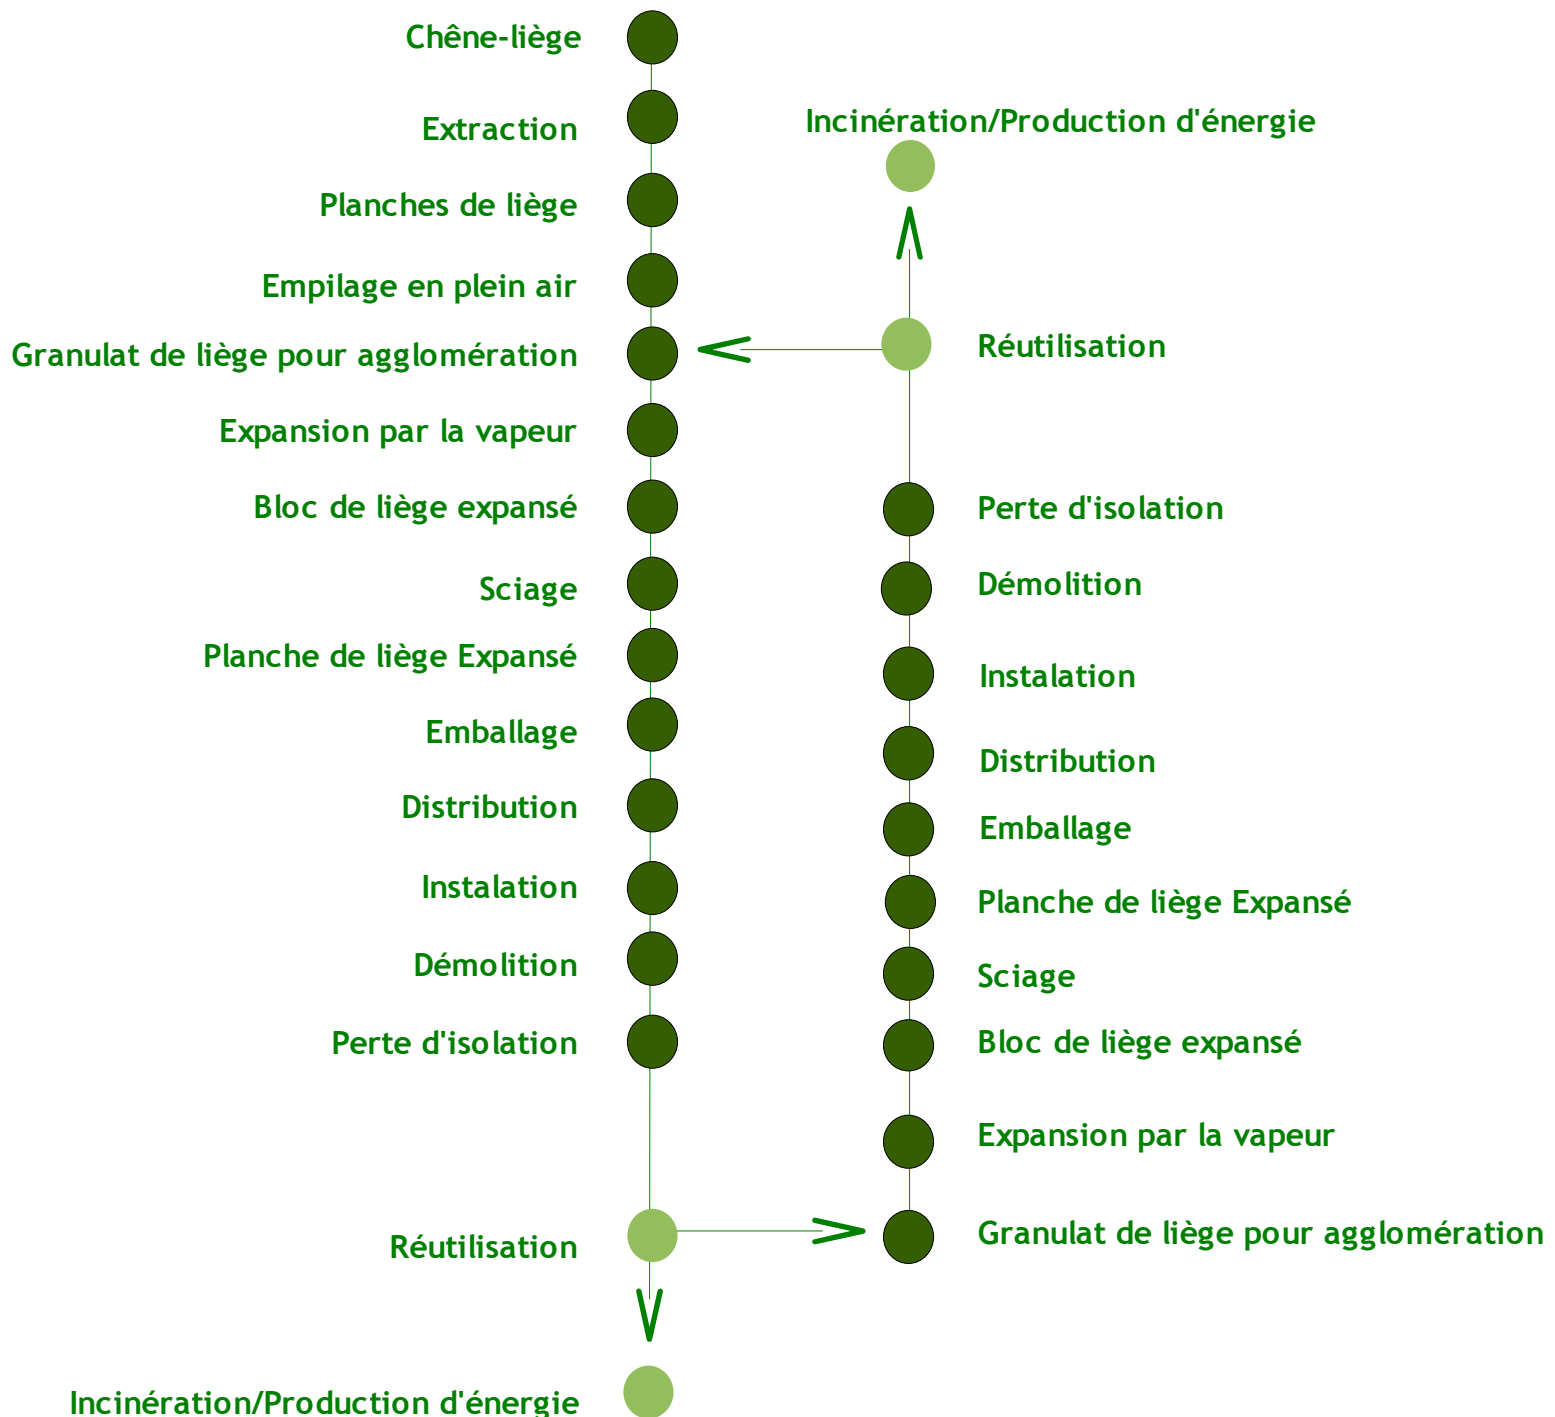 Chêne-liège
Extraction
Planches de liège
Empilage en plein air
Granulat de liège pour agglomération
Expansion par la vapeur
Bloc de liège expansé
Sciage
Planche de liège Expansé
Emballage
Distribution
Instalation
Démolition
Perte d'isolation
Réutilisation
Incinération/Production d'énergie
Incinération/Production d'énergie
Réutilisation
Perte d'isolation
Démolition
Instalation
Distribution
Emballage
Planche de liège Expansé
Sciage
Bloc de liège expansé
Expansion par la vapeur
Granulat de liège pour agglomération